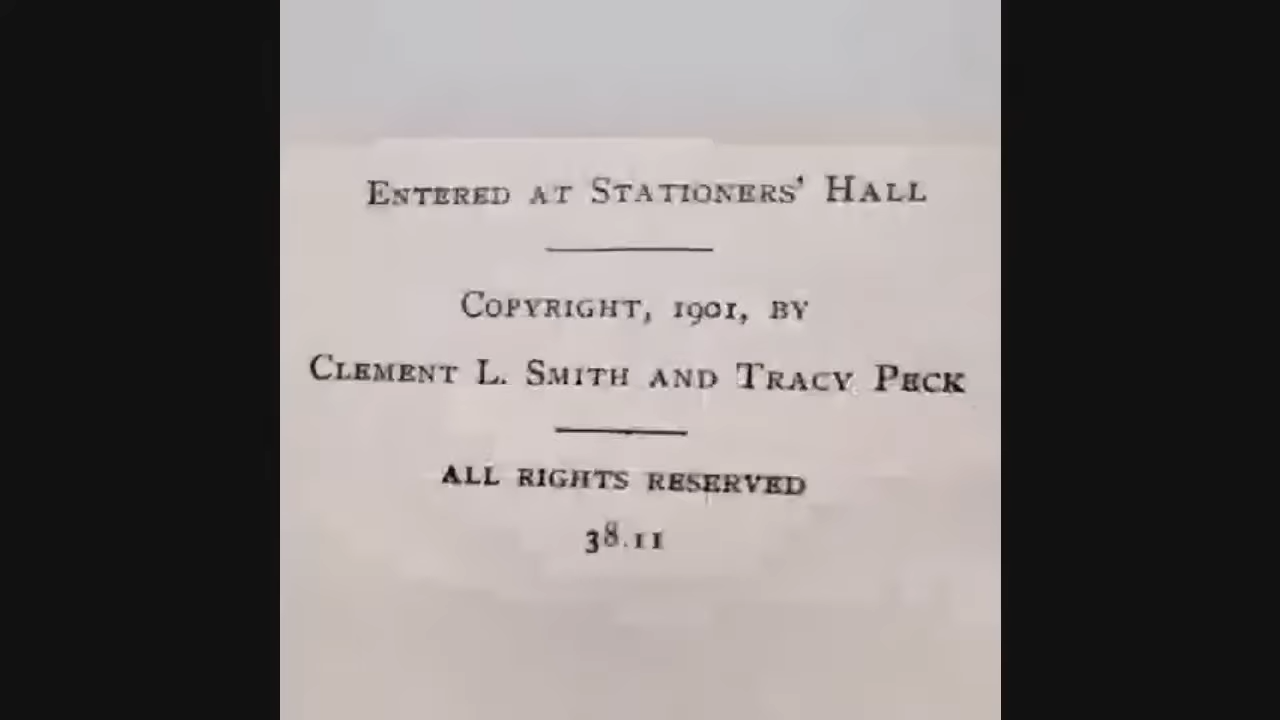 Entered at Stationers' Hall
Copyright, 1901, by
Clement L. Smith and Tracy Peck
ALL RIGHTS RESERVED
38.11